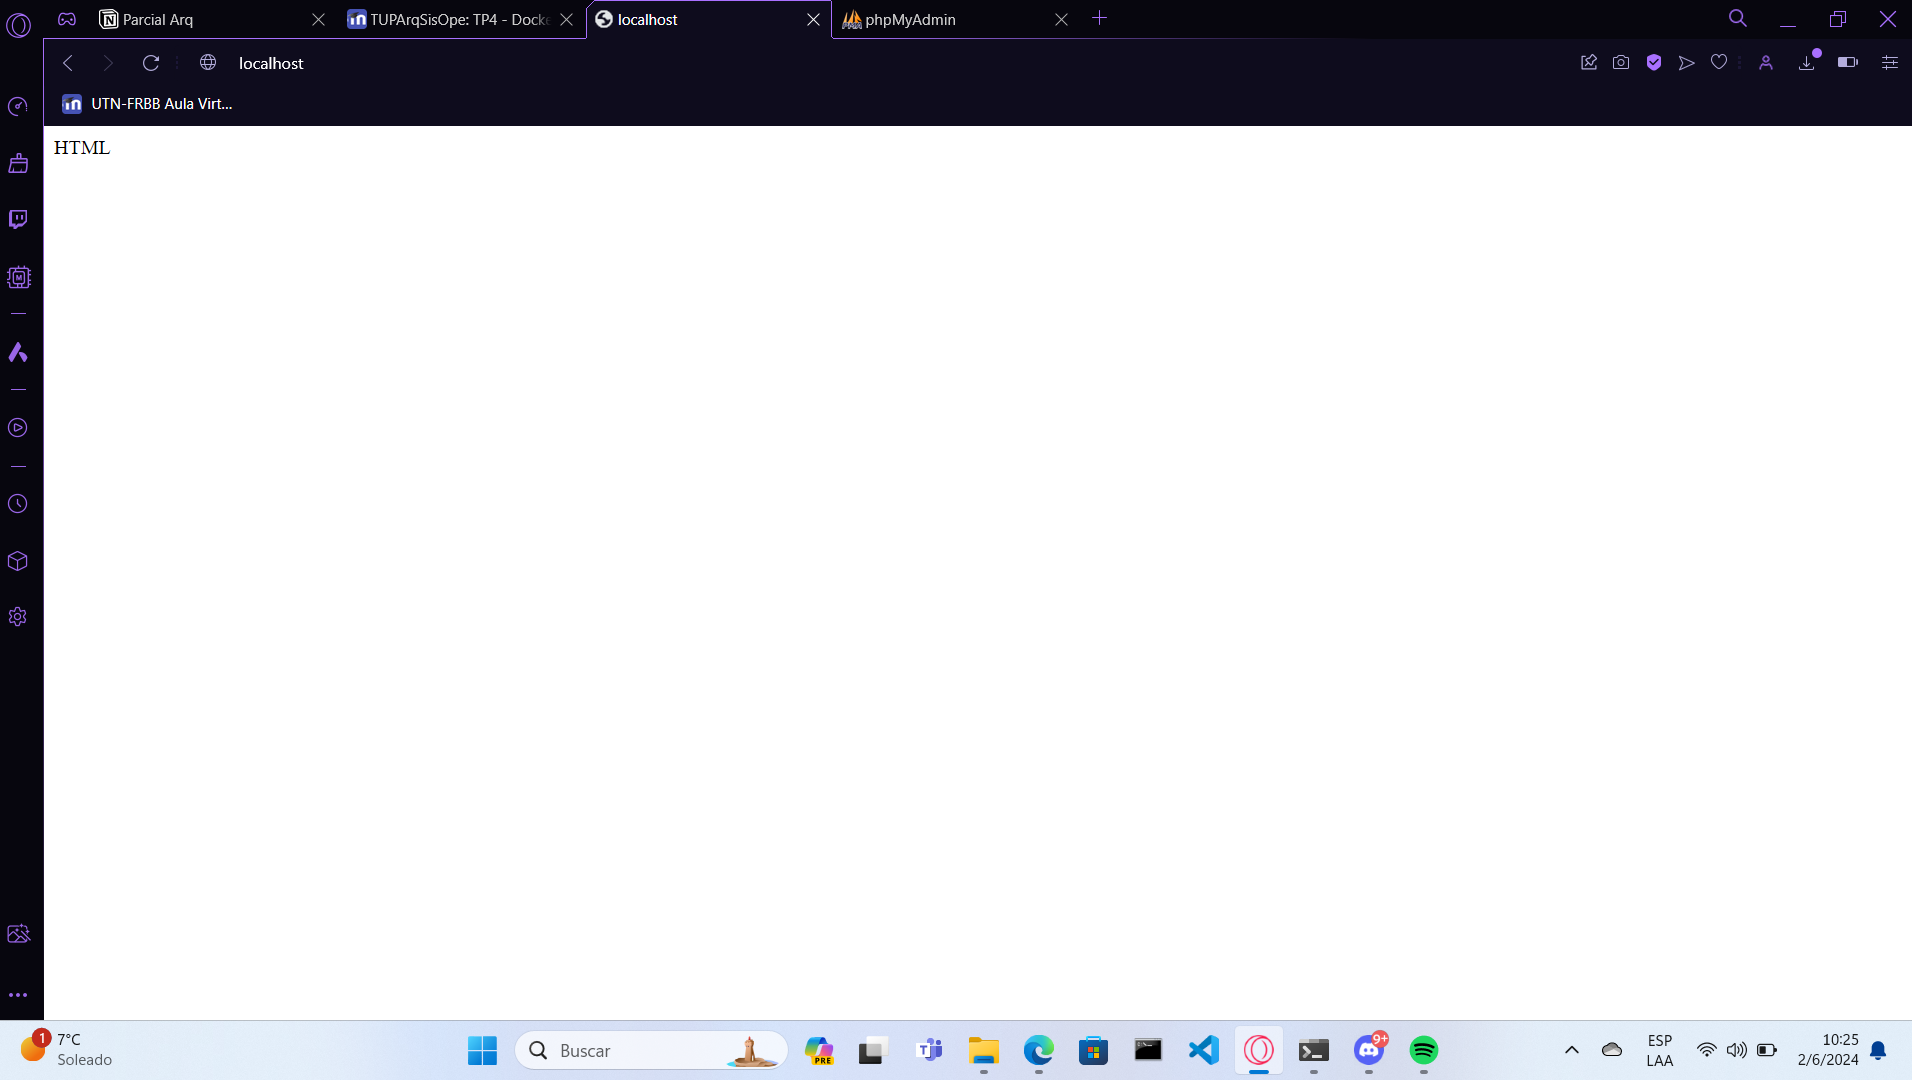 Parcial Arq
TUPArqSisOpe: TP4 - Docke
localhost
phpMyAdmin
localhost
UTN-FRBB Aula Virt...
HTML
1
7°C
Soleado
Buscar
PRE
9+
ESP
LAA
10:25
2/6/2024